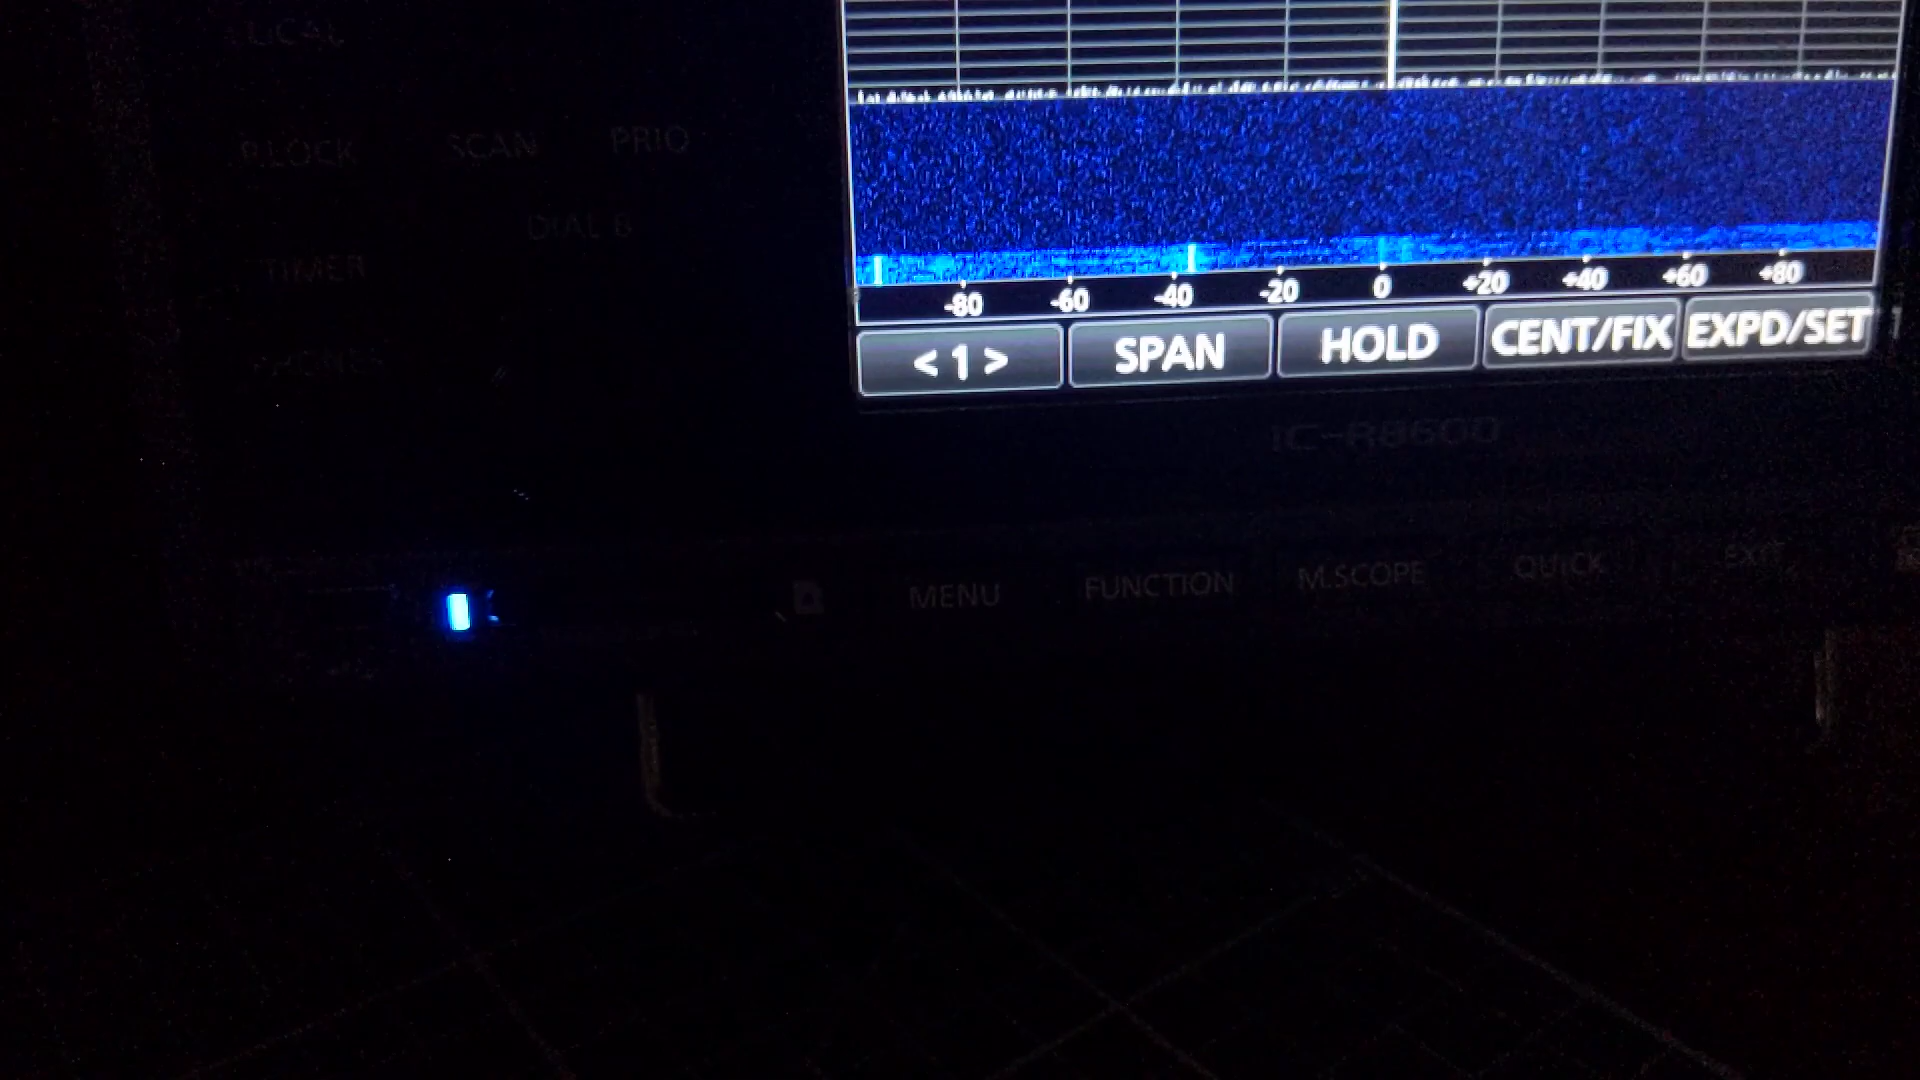 LOCAL
P.LOCK SCAN PRIO
DIAL B
TIMER
PHONES
-80 -60 -40 -20 0 +20 +40 +60 +80
< 1 > SPAN HOLD CENT/FIX EXPD/SET
IC-R8600
MENU FUNCTION M.SCOPE QUICK EXIT